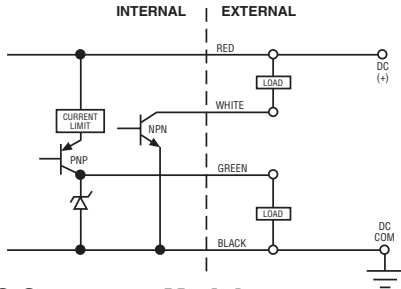 INTERNAL
EXTERNAL
RED
DC
(+)
LOAD
WHITE
CURRENT
LIMIT
NPN
PNP
GREEN
LOAD
DC
COM
BLACK